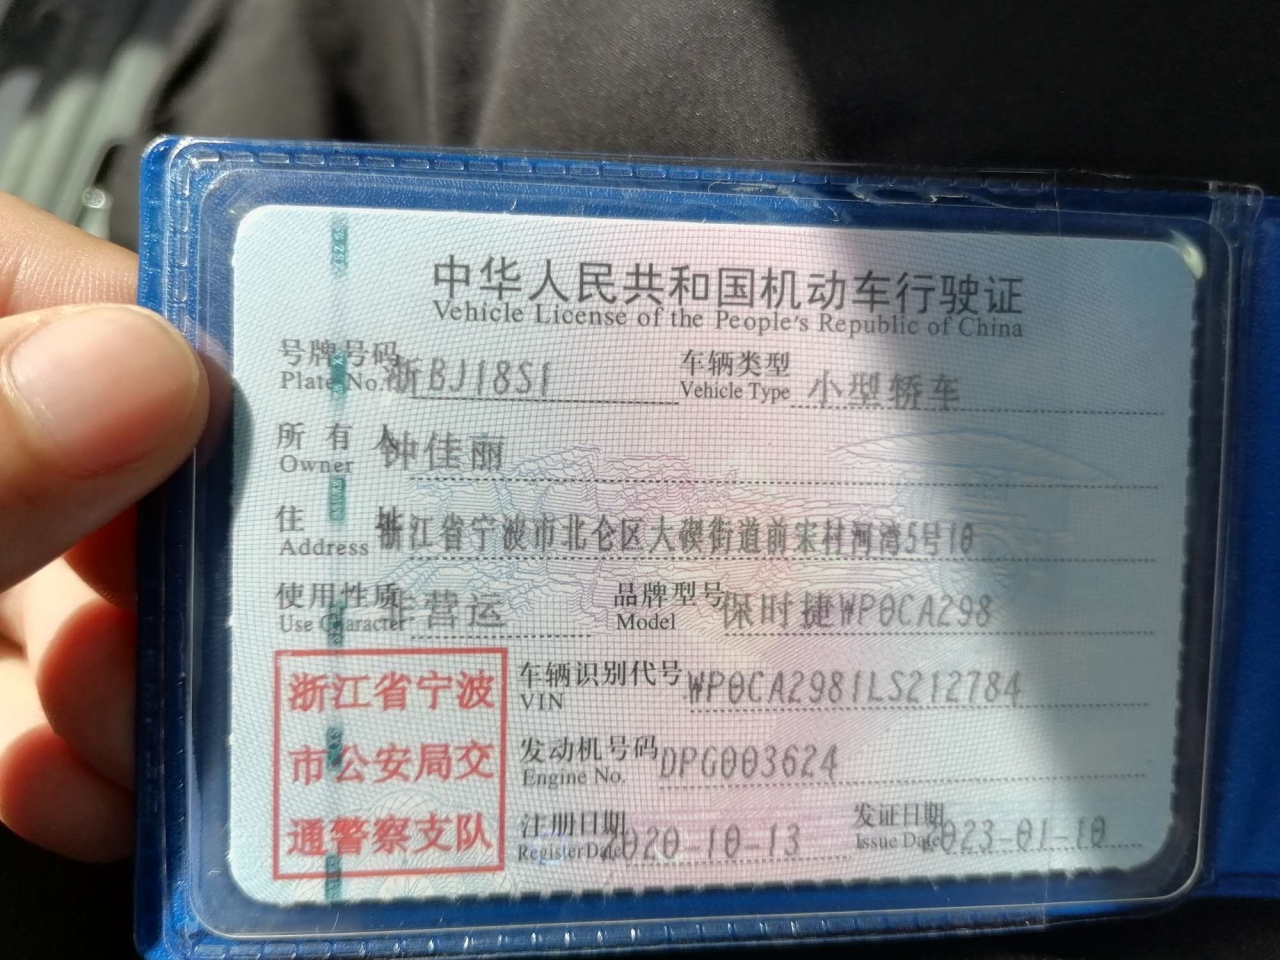 中华人民共和国机动车行驶证
Vehicle License of the People's Republic of China
号牌号码 浙BJ18S1 车辆类型 小型轿车
Plate No. Vehicle Type
所有人 钟佳丽
Owner
住址 浙江省宁波市北仑区大碶街道前宋村河湾5号10
Address
使用性质 非营运 品牌型号 保时捷WP0CA298
Use Character Model
车辆识别代号 WP0CA2981LS212784
VIN
发动机号码 DPG003624
Engine No.
注册日期 2020-10-13 发证日期 2023-01-10
Register Date Issue Date
浙江省宁波
市公安局交
通警察支队